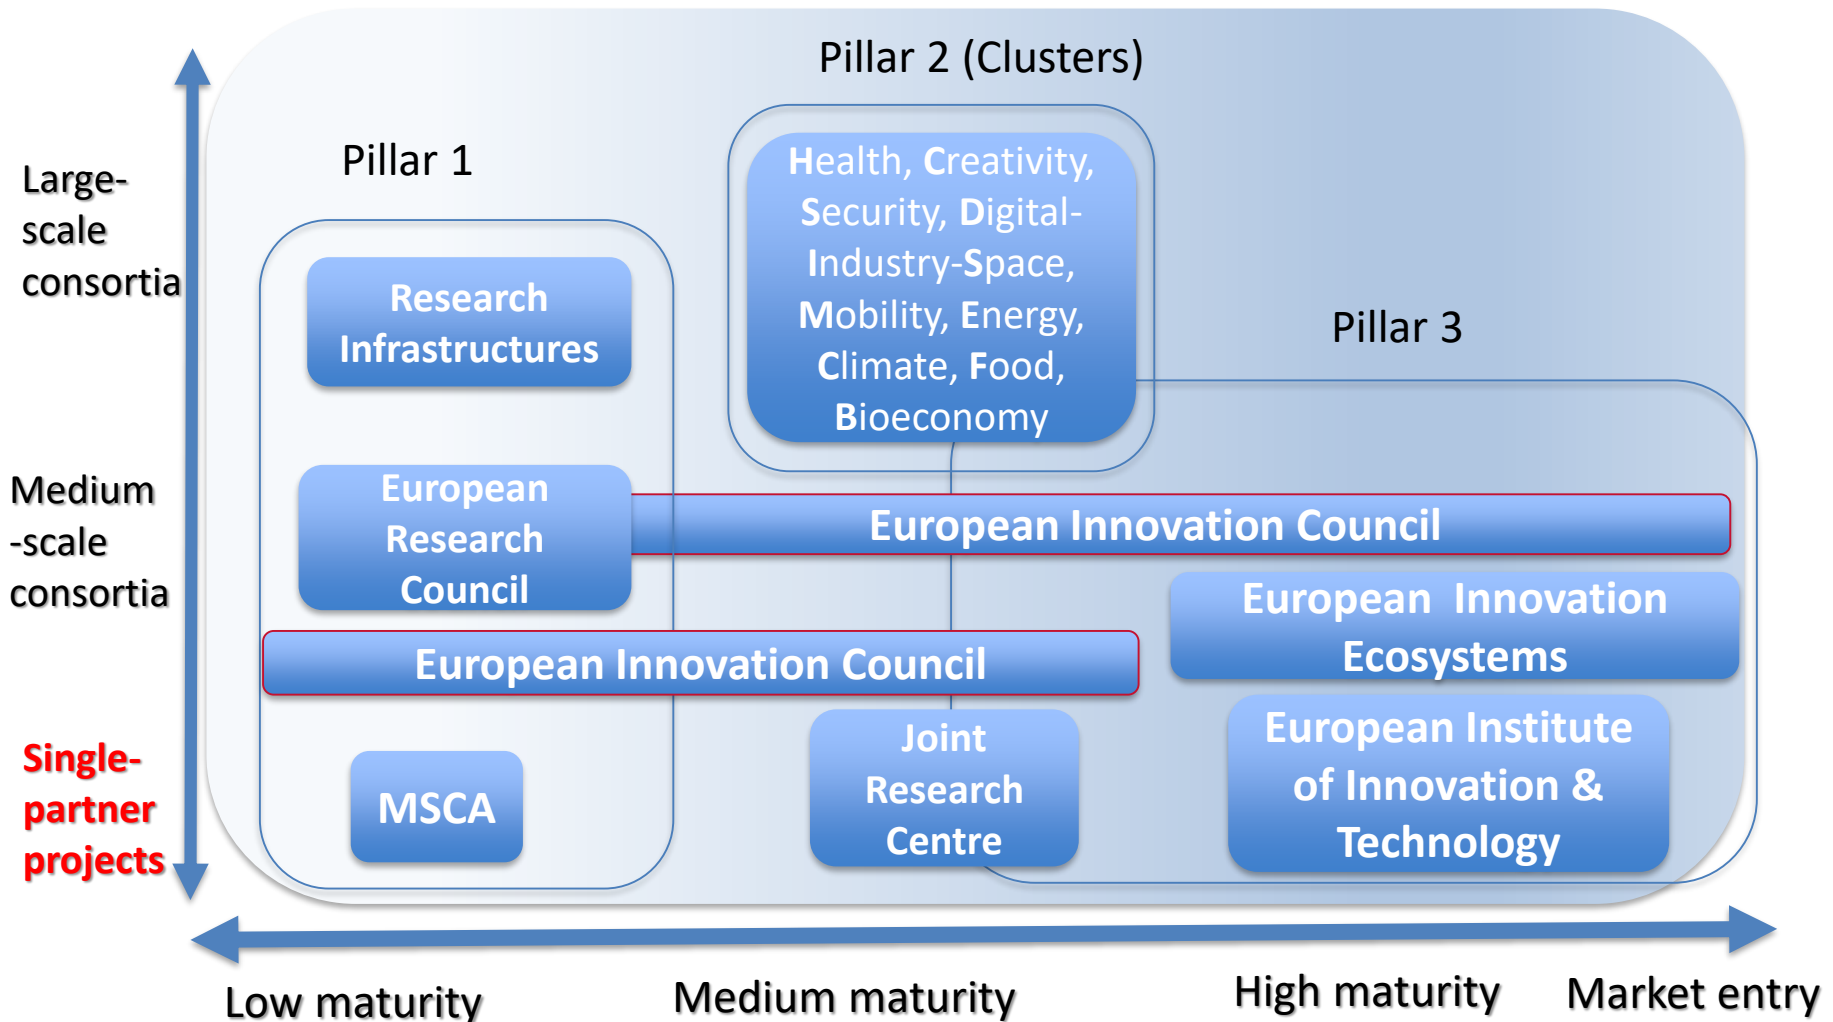 Pillar 2 (Clusters)
Pillar 1
Large-
scale
consortia
Health, Creativity,
Security, Digital-
Industry-Space,
Mobility, Energy,
Climate, Food,
Bioeconomy
Research
Infrastructures
Pillar 3
Medium
-scale
consortia
European
Research
Council
European Innovation Council
European Innovation
Ecosystems
European Innovation Council
Single-
partner
projects
MSCA
Joint
Research
Centre
European Institute
of Innovation &
Technology
Low maturity
Medium maturity
High maturity
Market entry